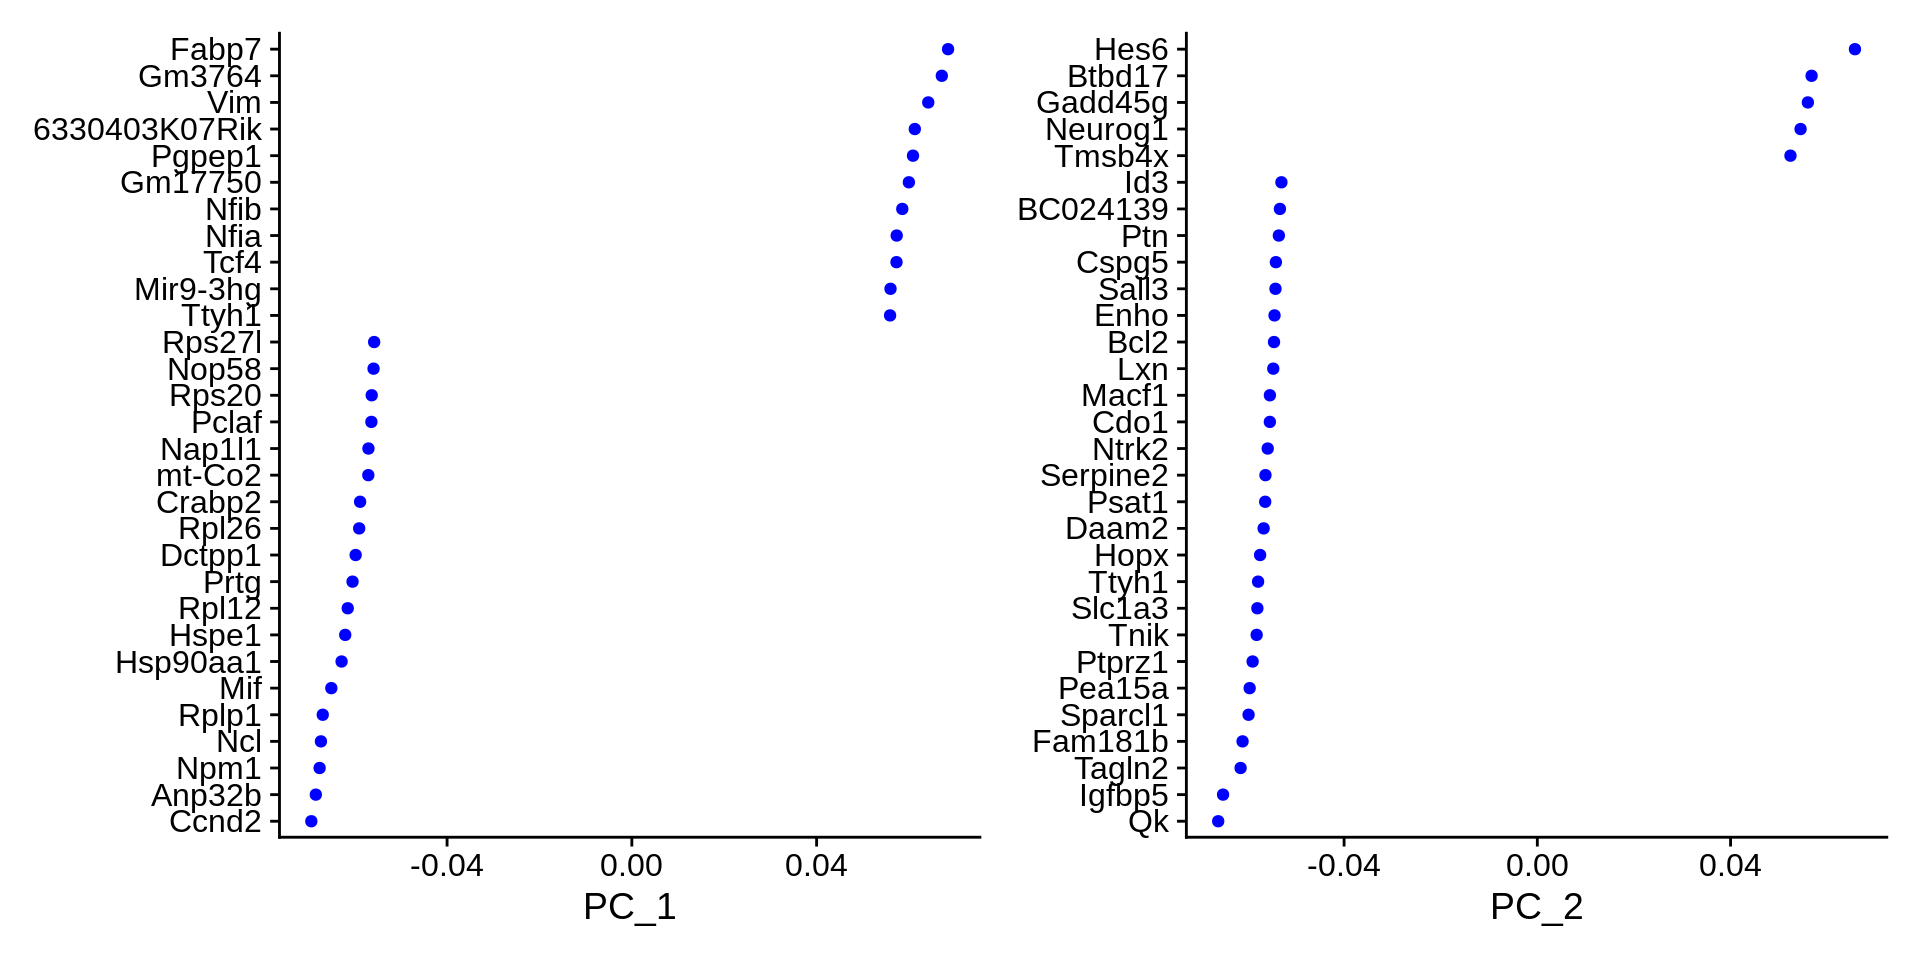 Fabp7
Gm3764
Vim
6330403K07Rik
Pgpep1
Gm17750
Nfib
Nfia
Tcf4
Mir9-3hg
Ttyh1
Rps27l
Nop58
Rps20
Pclaf
Nap1l1
mt-Co2
Crabp2
Rpl26
Dctpp1
Prtg
Rpl12
Hspe1
Hsp90aa1
Mif
Rplp1
Ncl
Npm1
Anp32b
Ccnd2
-0.04 0.00 0.04
PC_1
Hes6
Btbd17
Gadd45g
Neurog1
Tmsb4x
Id3
BC024139
Ptn
Cspg5
Sall3
Enho
Bcl2
Lxn
Macf1
Cdo1
Ntrk2
Serpine2
Psat1
Daam2
Hopx
Ttyh1
Slc1a3
Tnik
Ptprz1
Pea15a
Sparcl1
Fam181b
Tagln2
Igfbp5
Qk
-0.04 0.00 0.04
PC_2